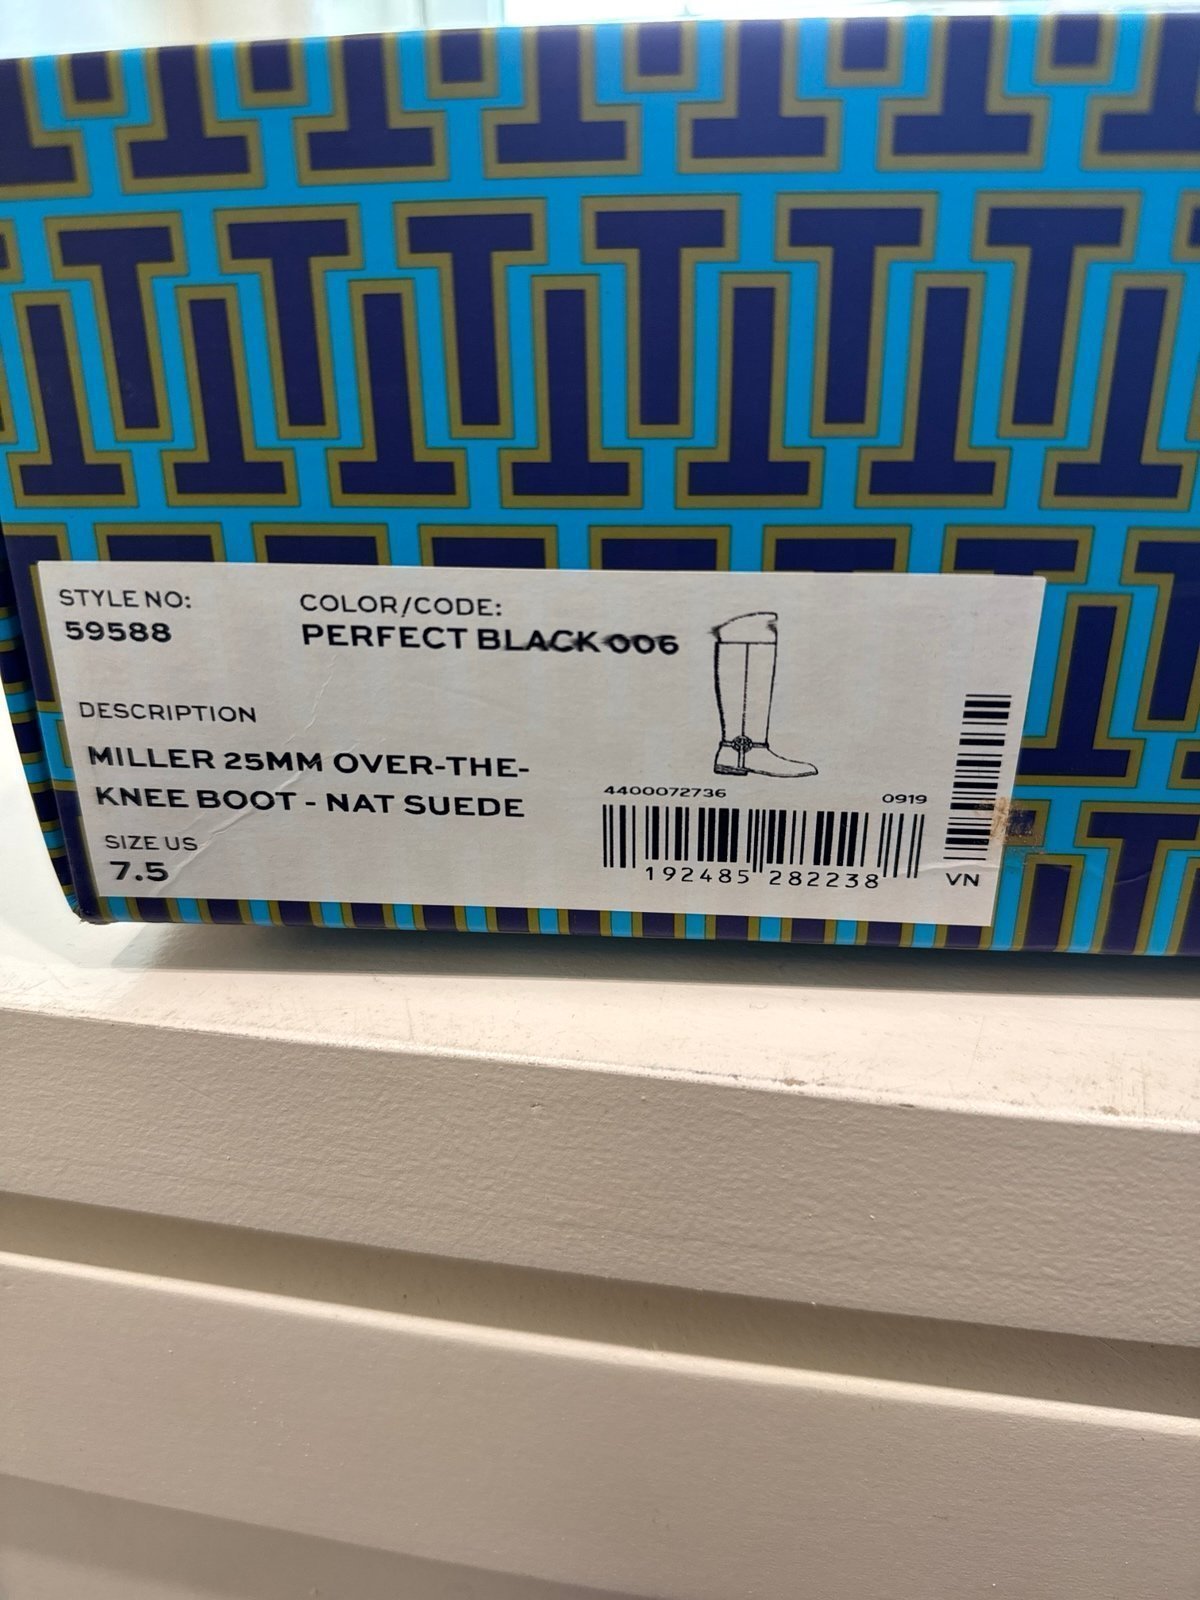 STYLE NO:
59588
COLOR/CODE:
PERFECT BLACK 006
DESCRIPTION
MILLER 25MM OVER-THE-
KNEE BOOT - NAT SUEDE
SIZE US
7.5
4400072736
0919
192485 282238
VN